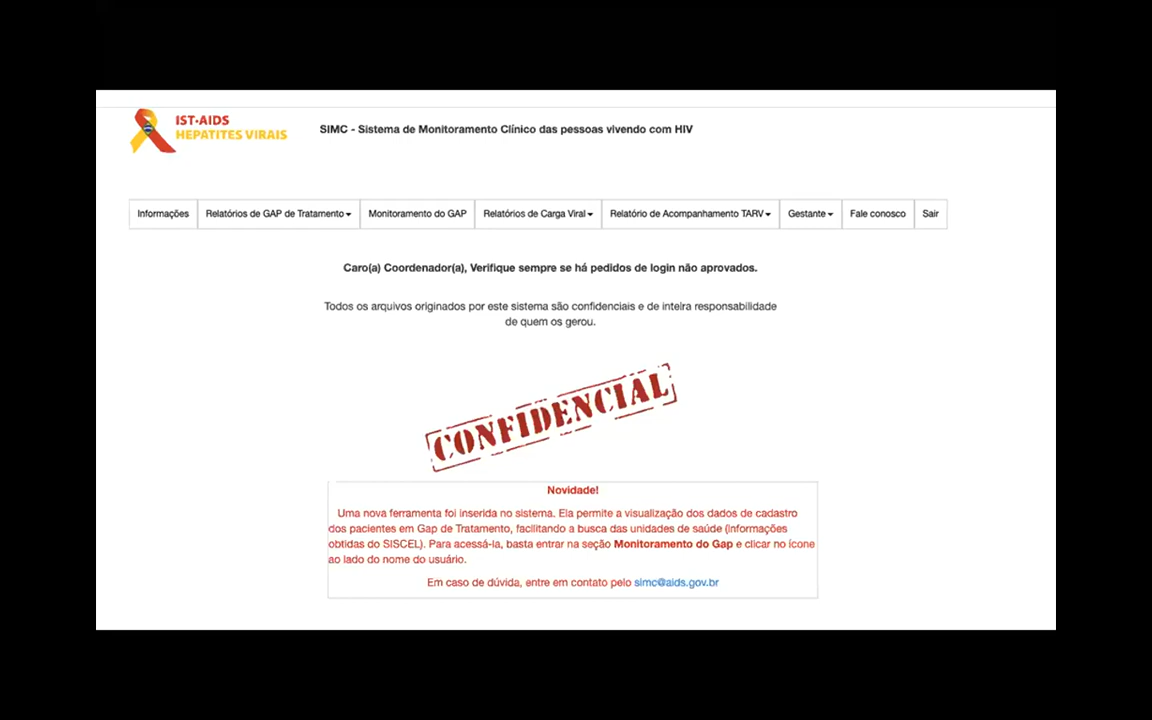 IST-AIDS
HEPATITES VIRAIS
SIMC - Sistema de Monitoramento Clínico das pessoas vivendo com HIV
Informações Relatórios de GAP de Tratamento Monitoramento do GAP Relatórios de Carga Viral Relatório de Acompanhamento TARV Gestante Fale conosco Sair
Caro(a) Coordenador(a), Verifique sempre se há pedidos de login não aprovados.
Todos os arquivos originados por este sistema são confidenciais e de inteira responsabilidade
de quem os gerou.
CONFIDENCIAL
Novidade!
Uma nova ferramenta foi inserida no sistema. Ela permite a visualização dos dados de cadastro
dos pacientes em Gap de Tratamento, facilitando a busca das unidades de saúde (informações
obtidas do SISCEL). Para acessá-la, basta entrar na seção Monitoramento do Gap e clicar no ícone
ao lado do nome do usuário.
Em caso de dúvida, entre em contato pelo simc@aids.gov.br